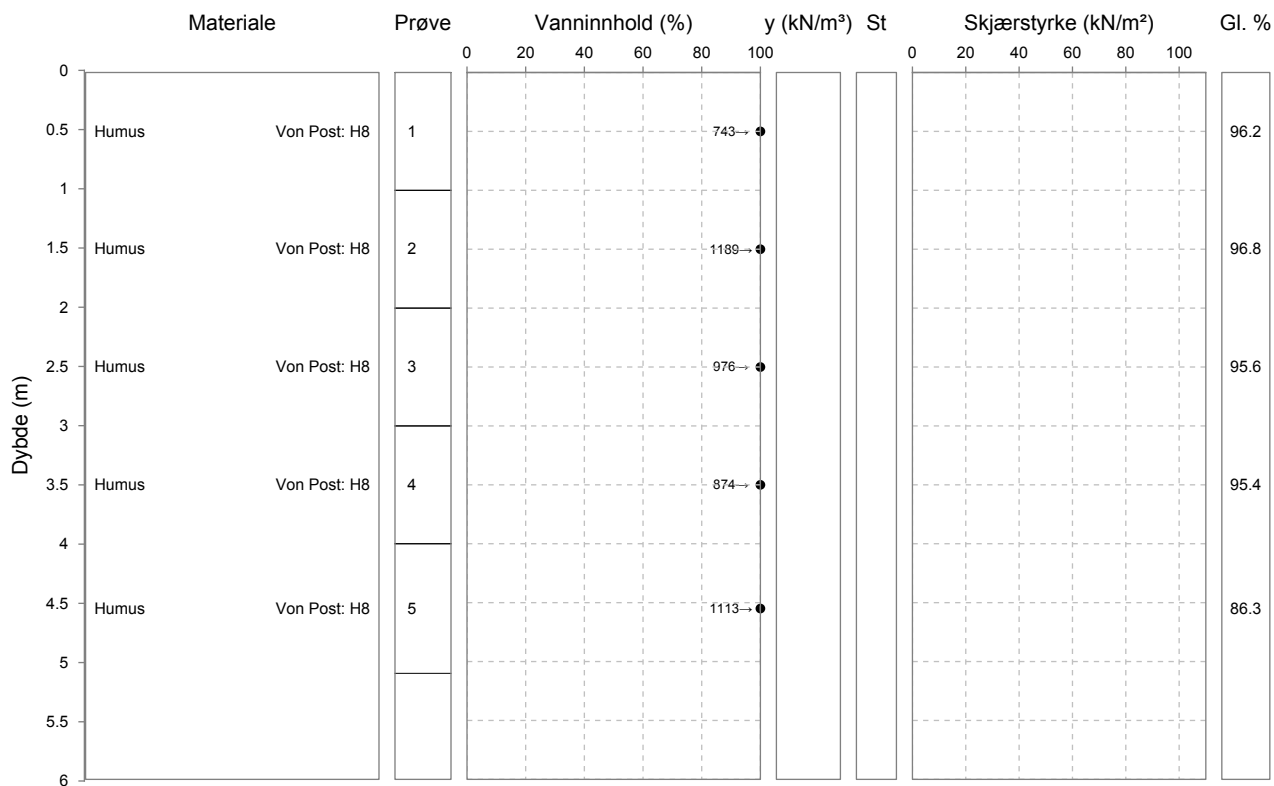 Materiale Prøve Vanninnhold (%) y (kN/m³) St Skjærstyrke (kN/m²) Gl. %
0 20 40 60 80 100 0 20 40 60 80 100
0
0.5 Humus Von Post: H8 1 743→ 96.2
1
1.5 Humus Von Post: H8 2 1189→ 96.8
2
2.5 Humus Von Post: H8 3 976→ 95.6
3
3.5 Humus Von Post: H8 4 874→ 95.4
4
4.5 Humus Von Post: H8 5 1113→ 86.3
5
5.5
6
Dybde (m)